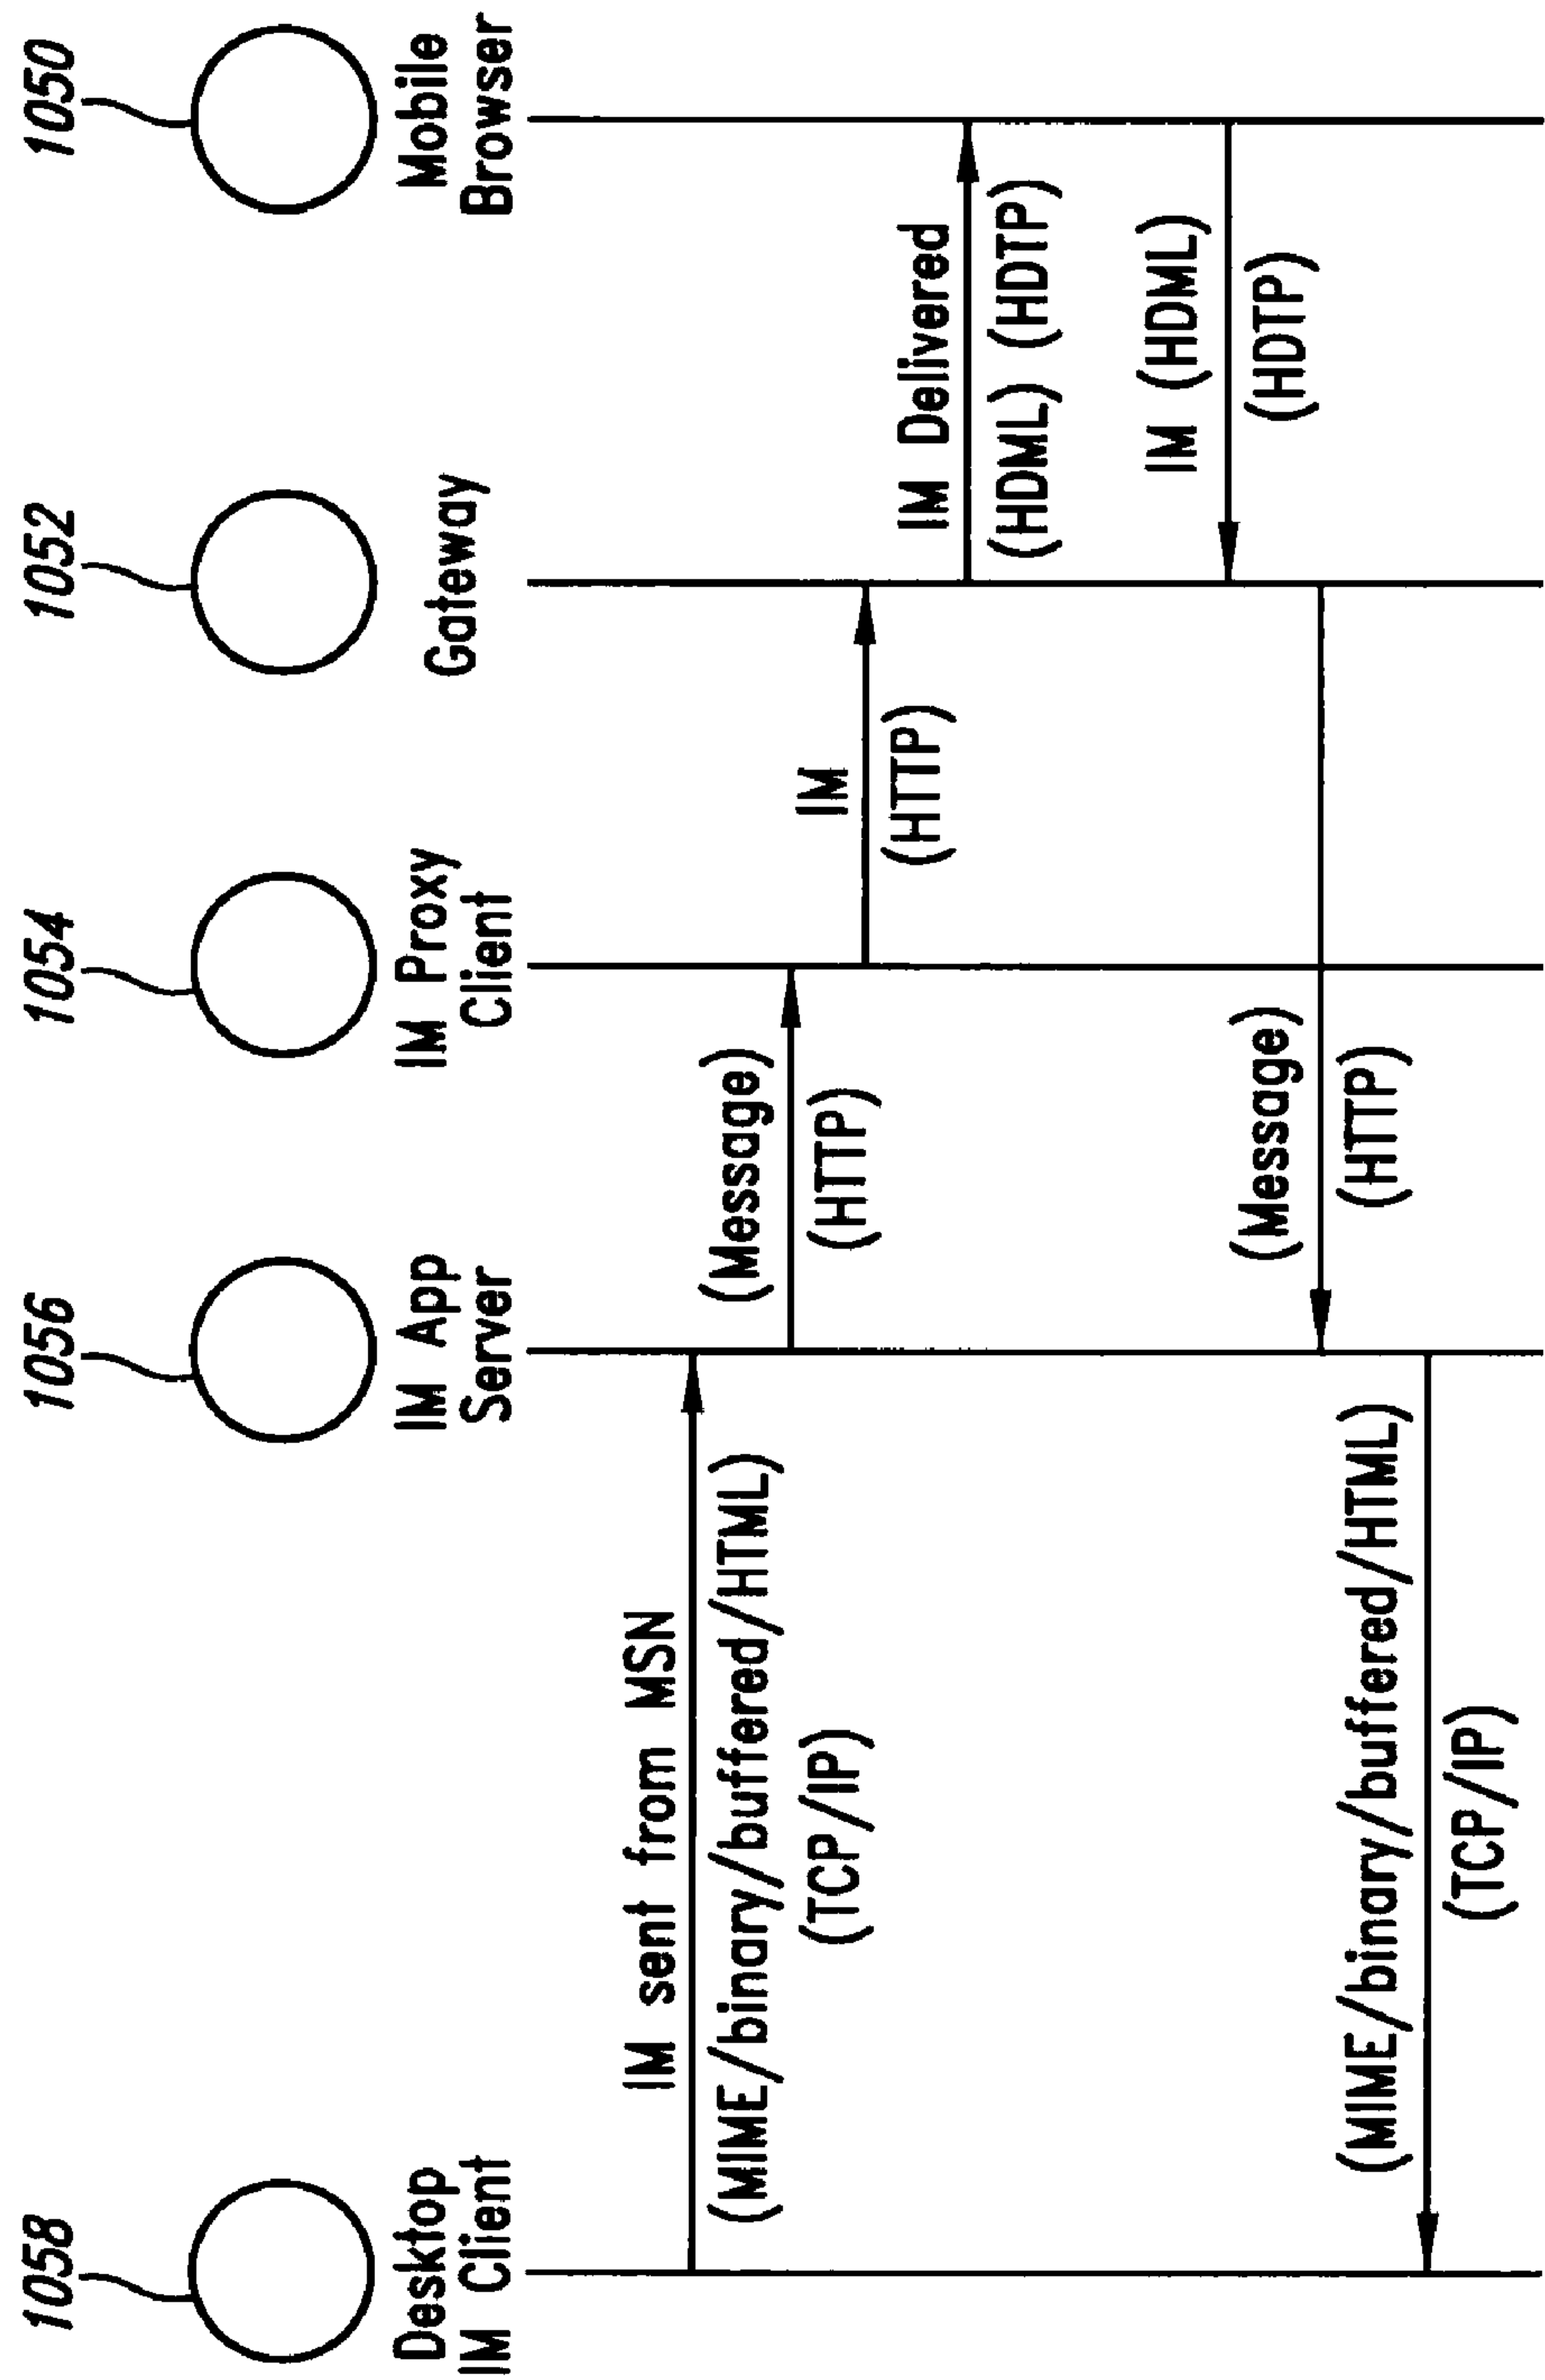 1058
1056
1054
1052
1050
Desktop
IM Client
IM App
Server
IM Proxy
Client
Gateway
Mobile
Browser
IM sent from MSN
(MIME/binary/buffered/HTML)
(TCP/IP)
(Message)
(HTTP)
IM
(HTTP)
IM Delivered
(HDML) (HDTP)
IM (HDML)
(HDTP)
(Message)
(HTTP)
(MIME/binary/buffered/HTML)
(TCP/IP)